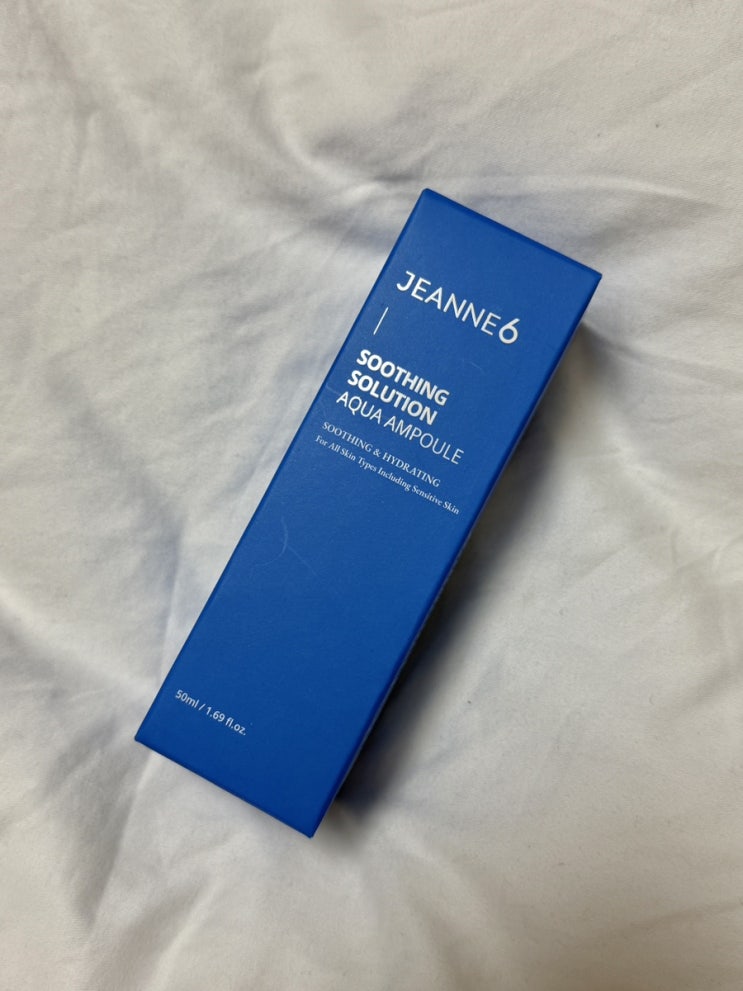 JEANNE6
SOOTHING
SOLUTION
AQUA AMPOULE
SOOTHING & HYDRATING
For All Skin Types Including Sensitive Skin
50ml / 1.69 fl.oz.